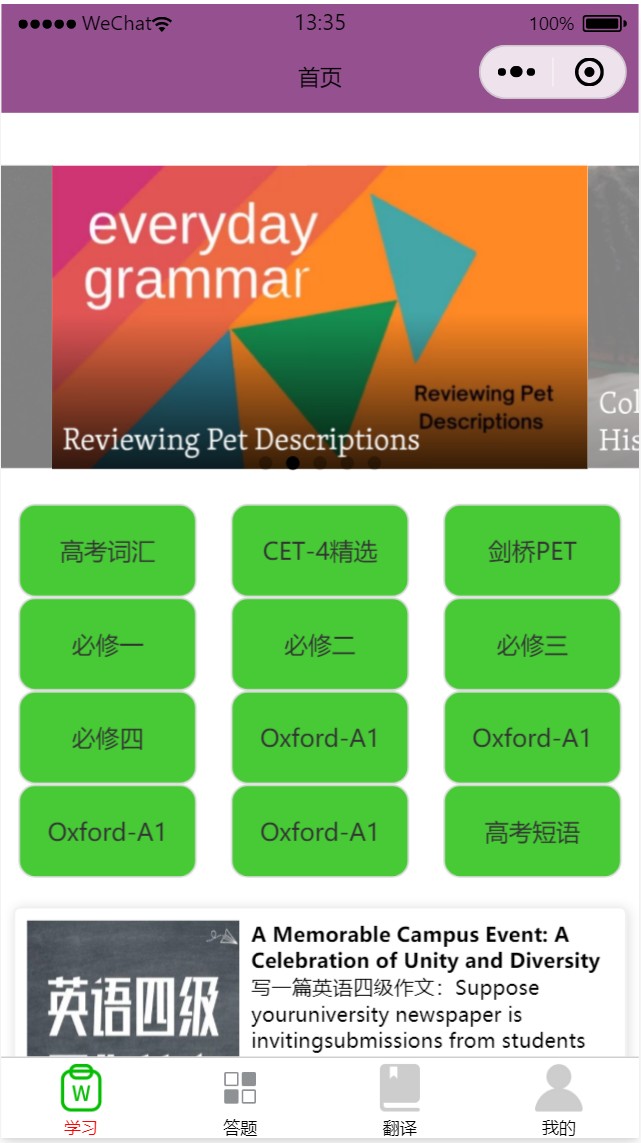 WeChat
13:35
100%
首页
everyday
grammar
Reviewing Pet
Descriptions
Reviewing Pet Descriptions
Col
His
高考词汇
CET-4精选
剑桥PET
必修一
必修二
必修三
必修四
Oxford-A1
Oxford-A1
Oxford-A1
Oxford-A1
高考短语
英语四级
A Memorable Campus Event: A
Celebration of Unity and Diversity
写一篇英语四级作文：Suppose
youruniversity newspaper is
invitingsubmissions from students
W
学习
答题
翻译
我的